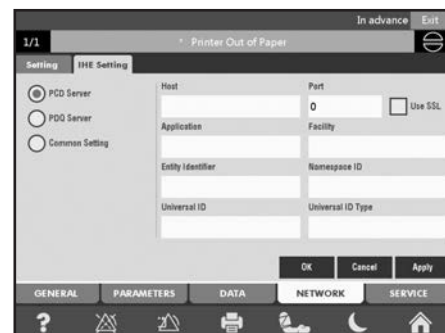 In advance Exit
1/1 * Printer Out of Paper
Setting IHE Setting
PCD Server
PDQ Server
Common Setting
Host Port
0 Use SSL
Application Facility
Entity Identifier Namespace ID
Universal ID Universal ID Type
OK Cancel Apply
GENERAL PARAMETERS DATA NETWORK SERVICE
?